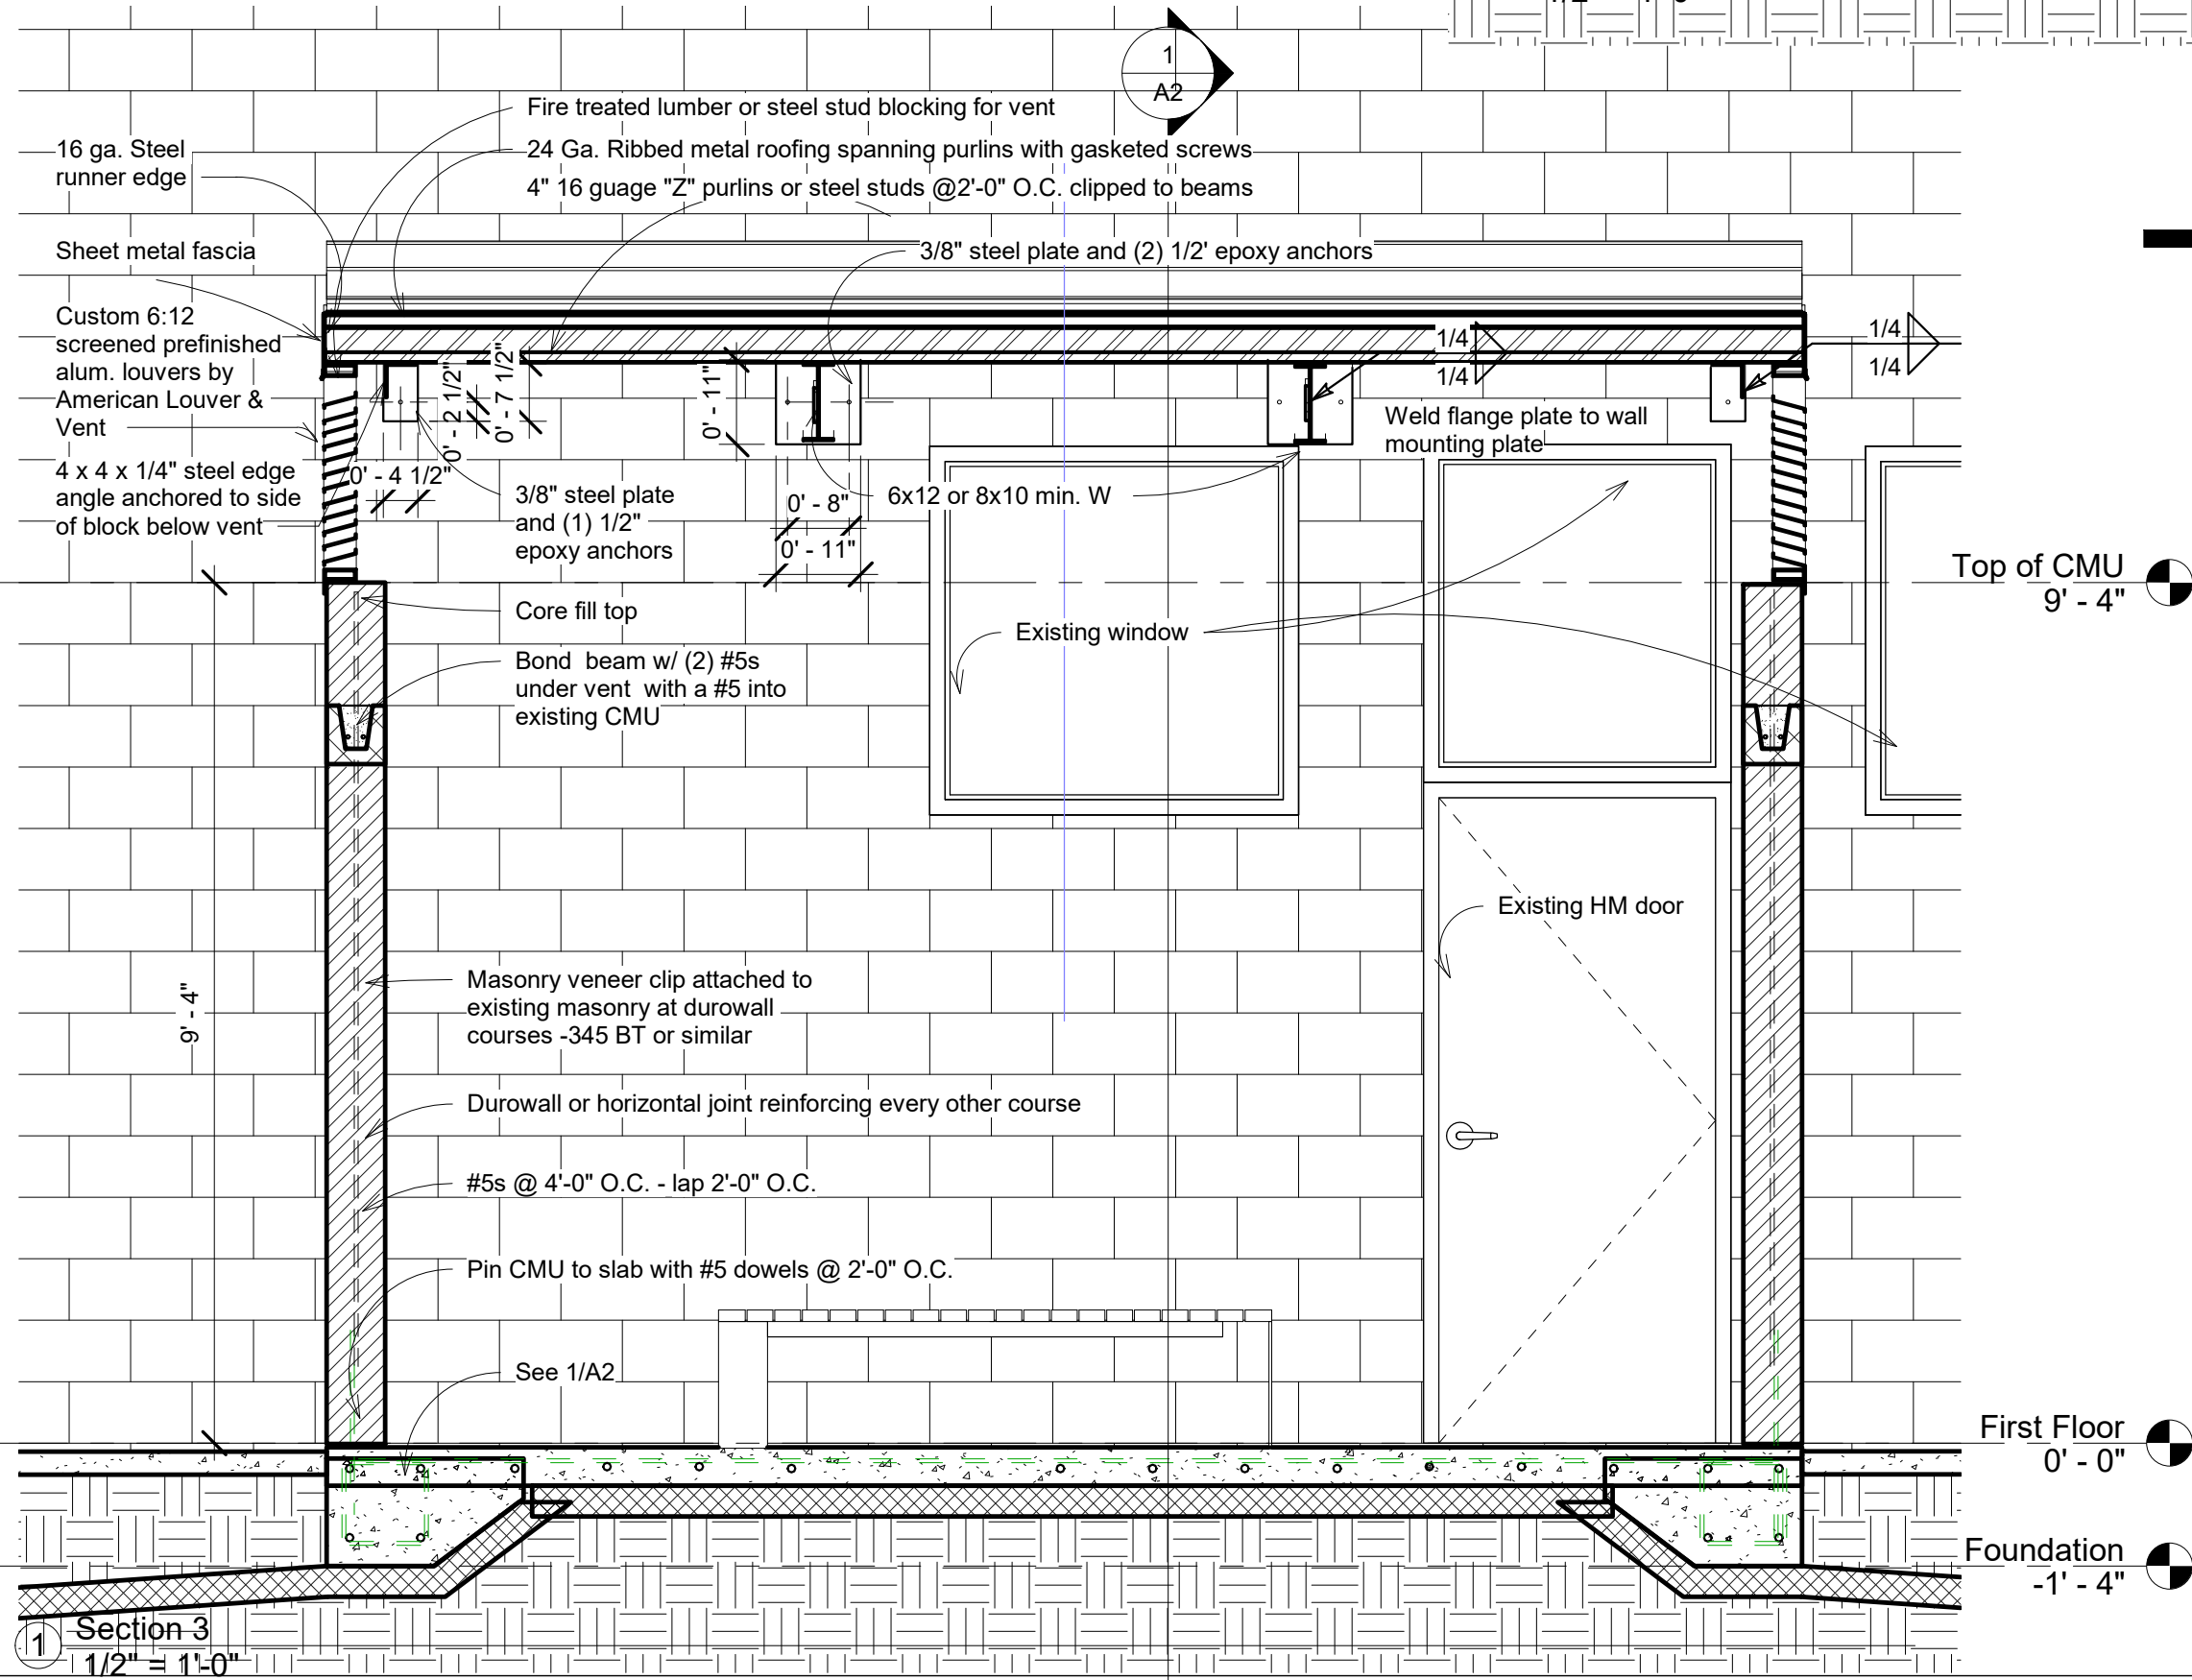 1
A2
Fire treated lumber or steel stud blocking for vent
24 Ga. Ribbed metal roofing spanning purlins with gasketed screws
4" 16 guage "Z" purlins or steel studs @2'-0" O.C. clipped to beams
16 ga. Steel
runner edge
Sheet metal fascia
3/8" steel plate and (2) 1/2' epoxy anchors
Custom 6:12
screened prefinished
alum. louvers by
American Louver &
Vent
4 x 4 x 1/4" steel edge
angle anchored to side
of block below vent
0' - 4 1/2"
0' - 2 1/2"
0' - 7 1/2"
0' - 11"
0' - 8"
0' - 11"
1/4
1/4
1/4
1/4
Weld flange plate to wall
mounting plate
3/8" steel plate
and (1) 1/2"
epoxy anchors
6x12 or 8x10 min. W
Top of CMU
9' - 4"
Core fill top
Existing window
Bond beam w/ (2) #5s
under vent with a #5 into
existing CMU
Existing HM door
9' - 4"
Masonry veneer clip attached to
existing masonry at durowall
courses -345 BT or similar
Durowall or horizontal joint reinforcing every other course
#5s @ 4'-0" O.C. - lap 2'-0" O.C.
Pin CMU to slab with #5 dowels @ 2'-0" O.C.
See 1/A2
First Floor
0' - 0"
Foundation
-1' - 4"
1
Section 3
1/2" = 1'-0"